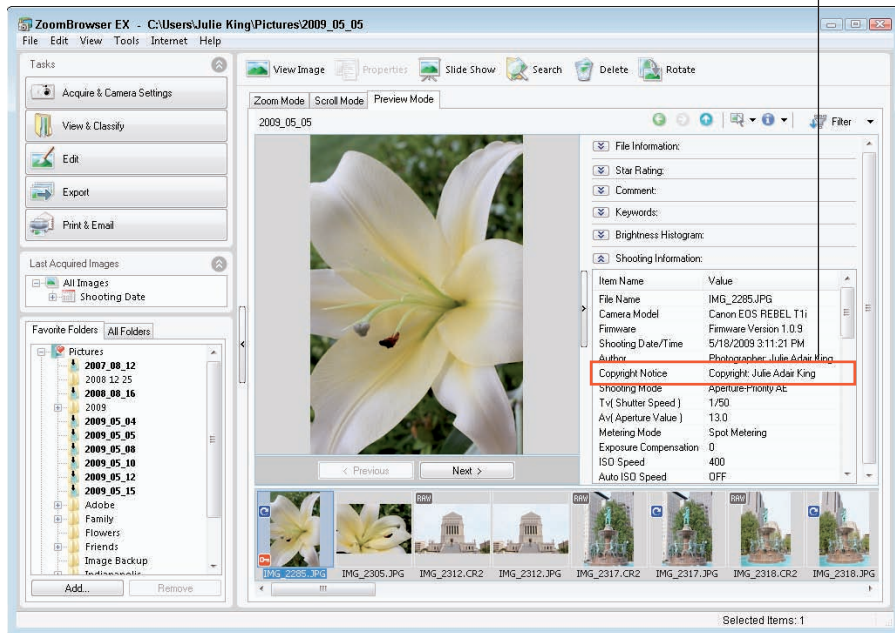 ZoomBrowser EX - C:\Users\Julie King\Pictures\2009_05_05
File Edit View Tools Internet Help
Tasks
Acquire & Camera Settings
View & Classify
Edit
Export
Print & Email
Last Acquired Images
All Images
Shooting Date
Favorite Folders All Folders
Pictures
2007_08_12
2008 12 25
2008_08_16
2009
2009_05_04
2009_05_05
2009_05_08
2009_05_10
2009_05_12
2009_05_15
Adobe
Family
Flowers
Friends
Image Backup
Indianapolis
Add... Remove
View Image Properties Slide Show Search Delete Rotate
Zoom Mode Scroll Mode Preview Mode
2009_05_05 Filter
File Information:
Star Rating:
Comment:
Keywords:
Brightness Histogram:
Shooting Information:
Item Name Value
File Name IMG_2285.JPG
Camera Model Canon EOS REBEL T1i
Firmware Firmware Version 1.0.9
Shooting Date/Time 5/18/2009 3:11:21 PM
Author Photographer: Julie Adair King
Copyright Notice Copyright: Julie Adair King
Shooting Mode Aperture-Priority AE
Tv( Shutter Speed ) 1/50
Av( Aperture Value ) 13.0
Metering Mode Spot Metering
Exposure Compensation 0
ISO Speed 400
Auto ISO Speed OFF
< Previous Next >
RAW RAW RAW
IMG_2285.JPG IMG_2305.JPG IMG_2312.CR2 IMG_2312.JPG IMG_2317.CR2 IMG_2317.JPG IMG_2318.CR2 IMG_2318.JPG
Selected Items: 1